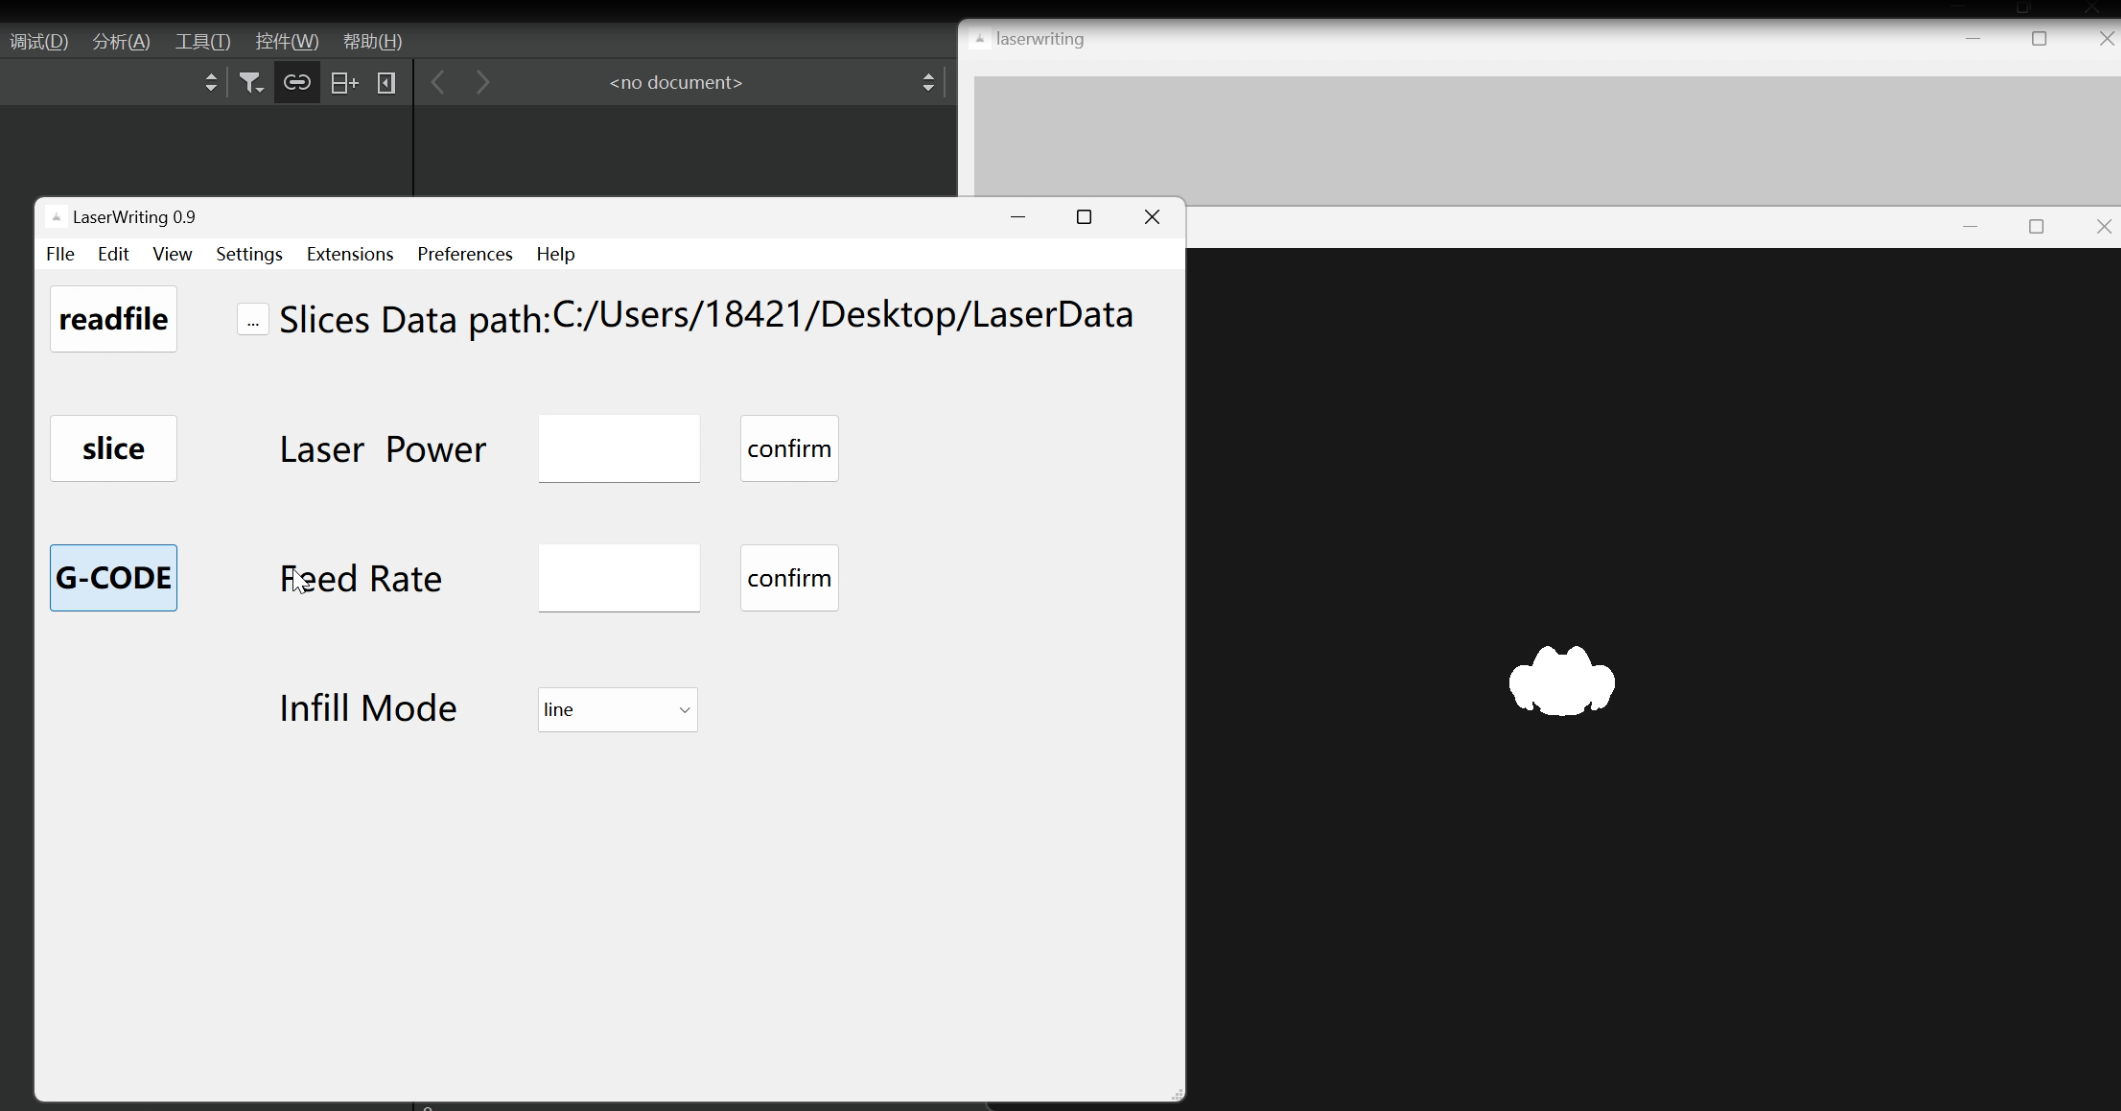 调试(D) 分析(A) 工具(T) 控件(W) 帮助(H)
<no document>
laserwriting
LaserWriting 0.9
FIle Edit View Settings Extensions Preferences Help
readfile ... Slices Data path:C:/Users/18421/Desktop/LaserData
slice Laser Power confirm
G-CODE Feed Rate confirm
Infill Mode line